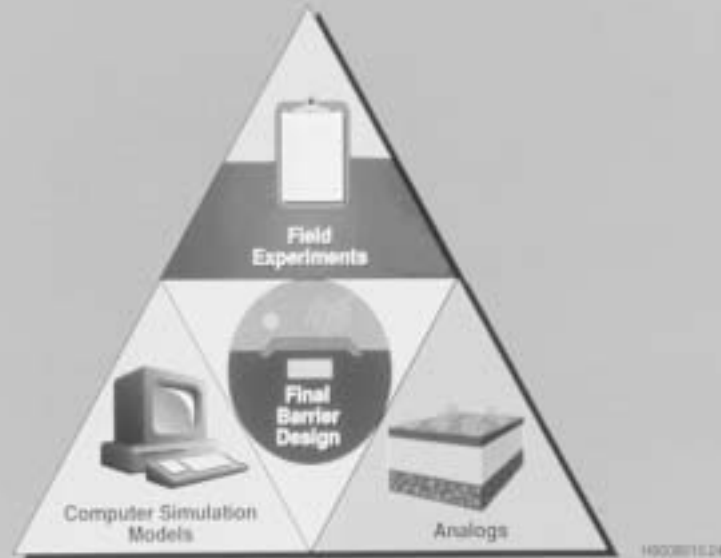 Field
Experiments
Final
Barrier
Design
Computer Simulation
Models
Analogs